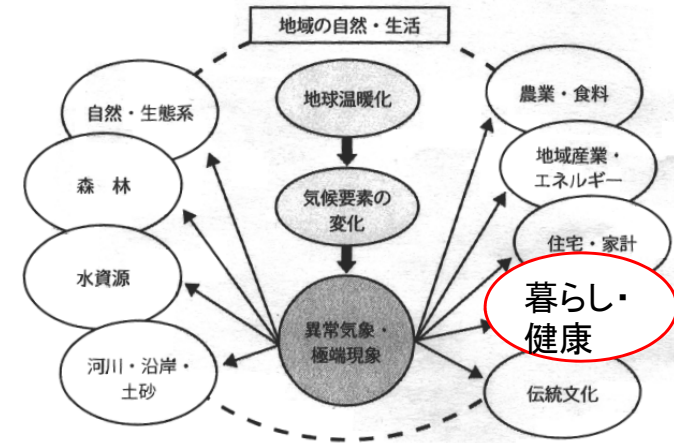 地域の自然・生活
地球温暖化
気候要素の
変化
異常気象・
極端現象
自然・生態系
森　林
水資源
河川・沿岸・
土砂
農業・食料
地域産業・
エネルギー
住宅・家計
暮らし・
健康
伝統文化